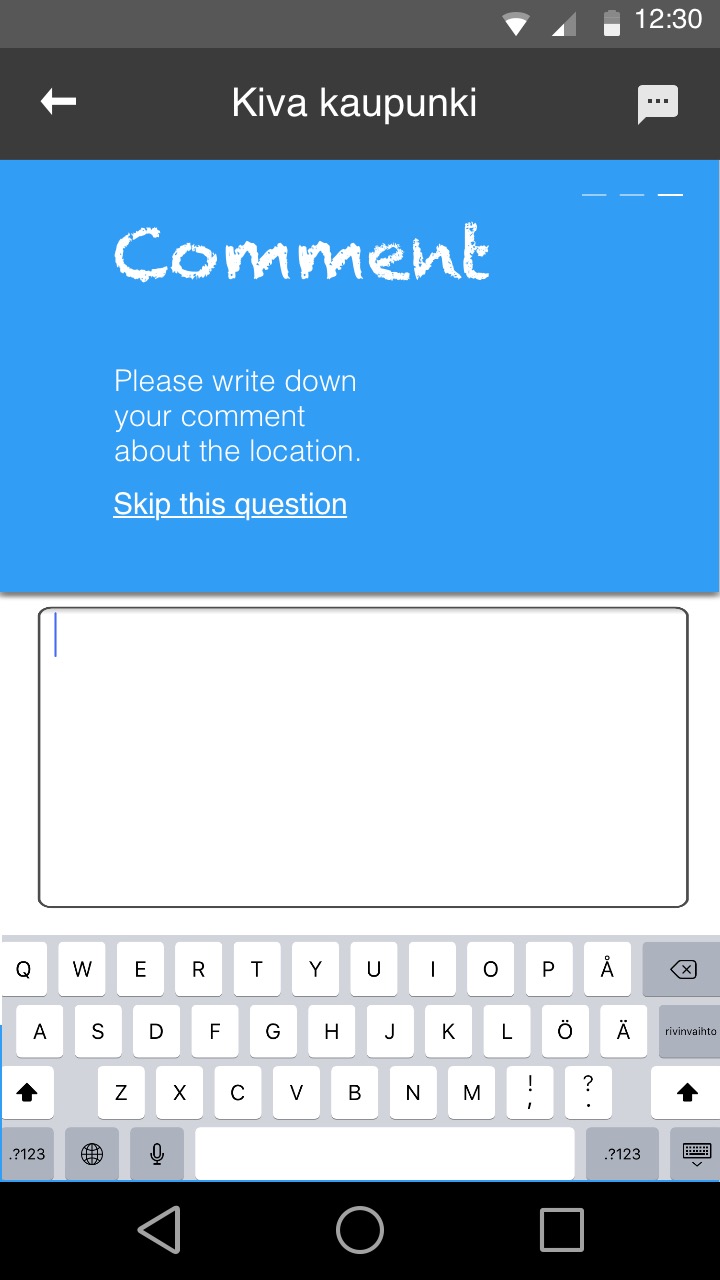 12:30
Kiva kaupunki
Comment
Please write down
your comment
about the location.
Skip this question
Q W E R T Y U I O P Å
A S D F G H J K L Ö Ä rivinvaihto
Z X C V B N M ! , ? .
.?123 .?123